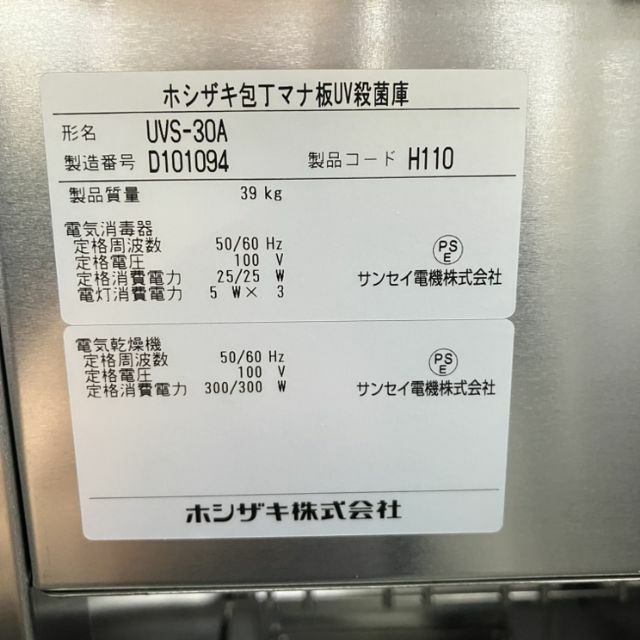 ホシザキ包丁マナ板UV殺菌庫
形名 UVS-30A
製造番号 D101094 製品コード H110
製品質量 39 kg
電気消毒器
定格周波数 50/60 Hz
定格電圧 100 V
定格消費電力 25/25 W
電灯消費電力 5 W× 3
PSE
サンセイ電機株式会社
電気乾燥機
定格周波数 50/60 Hz
定格電圧 100 V
定格消費電力 300/300 W
PSE
サンセイ電機株式会社
ホシザキ株式会社